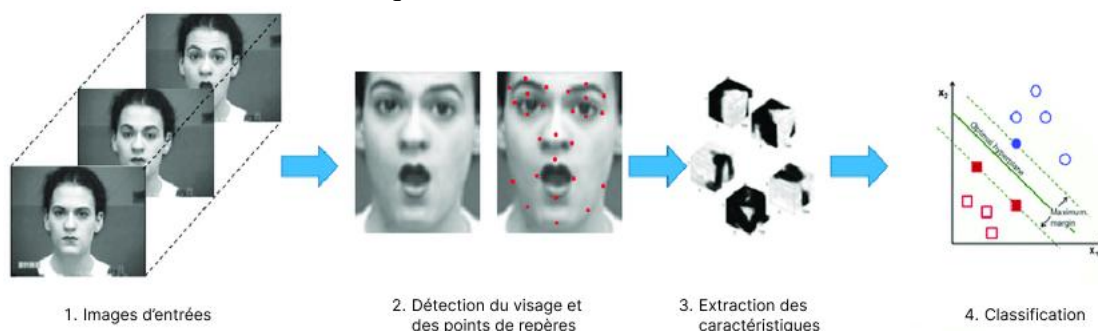 X₂
Optimal hyperplane
Maximum
margin
X₁
1. Images d'entrées
2. Détection du visage et
des points de repères
3. Extraction des
caractéristiques
4. Classification